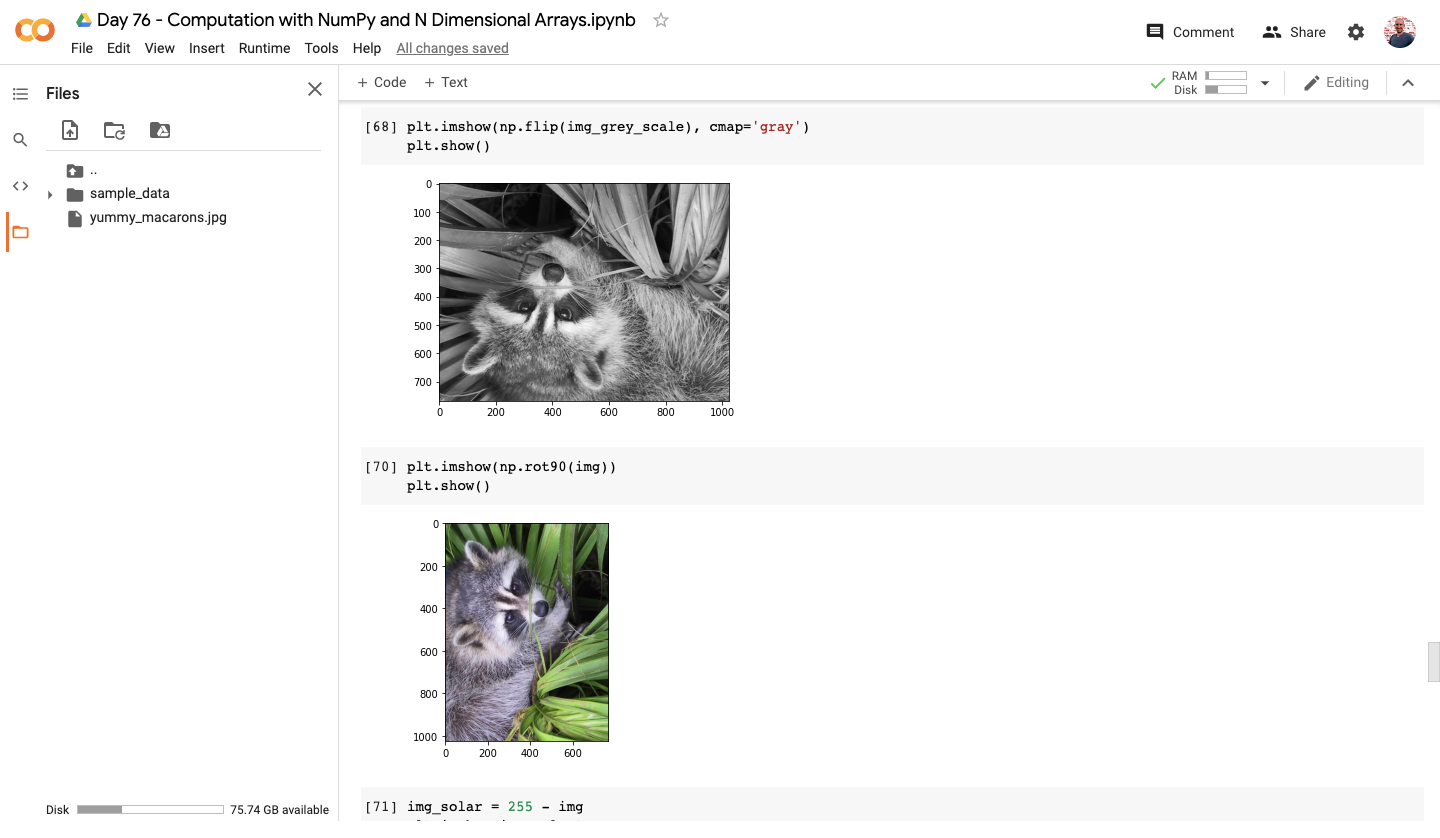 Day 76 - Computation with NumPy and N Dimensional Arrays.ipynb
File Edit View Insert Runtime Tools Help All changes saved
Comment
Share
Files
+ Code + Text
RAM
Disk
Editing
..
sample_data
yummy_macarons.jpg
Disk 75.74 GB available
[68] plt.imshow(np.flip(img_grey_scale), cmap='gray')
plt.show()
0
100
200
300
400
500
600
700
0 200 400 600 800 1000
[70] plt.imshow(np.rot90(img))
plt.show()
0
200
400
600
800
1000
0 200 400 600
[71] img_solar = 255 - img